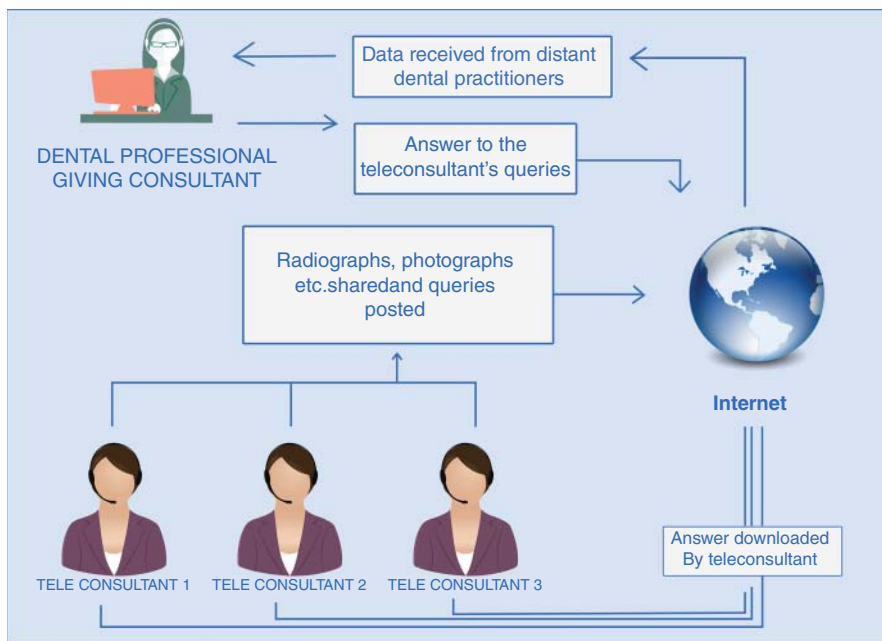 Data received from distant
dental practitioners
DENTAL PROFESSIONAL
GIVING CONSULTANT
Answer to the
teleconsultant’s queries
Radiographs, photographs
etc.sharedand queries
posted
Internet
Answer downloaded
By teleconsultant
TELE CONSULTANT 1
TELE CONSULTANT 2
TELE CONSULTANT 3